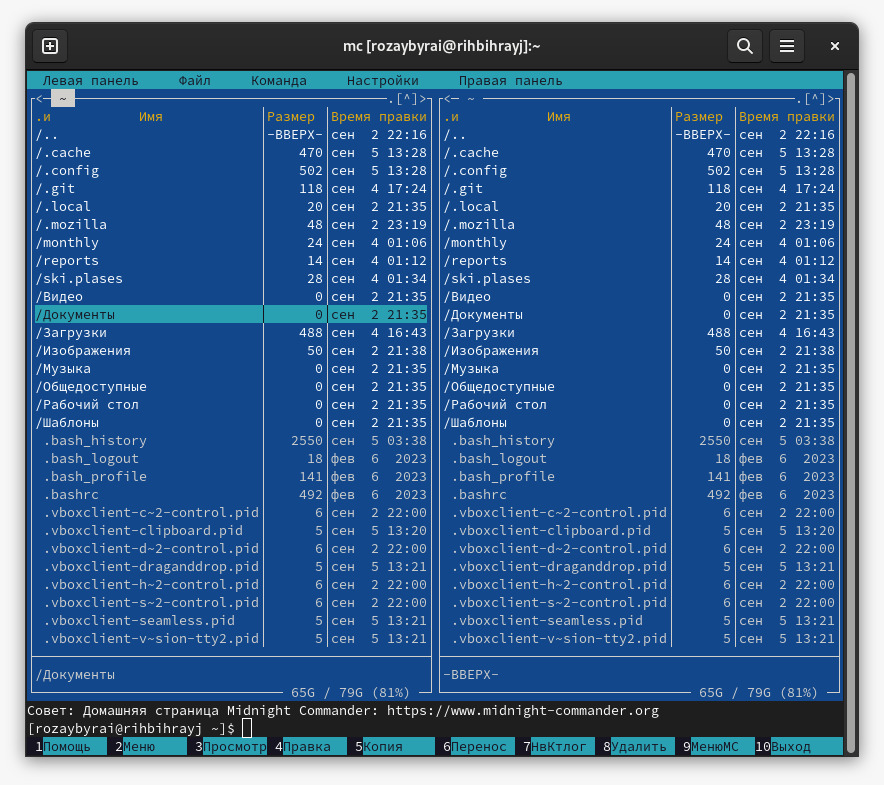 mc [rozaybyrai@rihbihrayj]:~
Левая панель Файл Команда Настройки Правая панель
<─ ~ .[^]> <─ ~ .[^]>
.и Имя Размер Время правки .и Имя Размер Время правки
/.. -ВВЕРХ- сен 2 22:16 /.. -ВВЕРХ- сен 2 22:16
/.cache 470 сен 5 13:28 /.cache 470 сен 5 13:28
/.config 502 сен 5 13:28 /.config 502 сен 5 13:28
/.git 118 сен 4 17:24 /.git 118 сен 4 17:24
/.local 20 сен 2 21:35 /.local 20 сен 2 21:35
/.mozilla 48 сен 2 23:19 /.mozilla 48 сен 2 23:19
/monthly 24 сен 4 01:06 /monthly 24 сен 4 01:06
/reports 14 сен 4 01:12 /reports 14 сен 4 01:12
/ski.plases 28 сен 4 01:34 /ski.plases 28 сен 4 01:34
/Видео 0 сен 2 21:35 /Видео 0 сен 2 21:35
/Документы 0 сен 2 21:35 /Документы 0 сен 2 21:35
/Загрузки 488 сен 4 16:43 /Загрузки 488 сен 4 16:43
/Изображения 50 сен 2 21:38 /Изображения 50 сен 2 21:38
/Музыка 0 сен 2 21:35 /Музыка 0 сен 2 21:35
/Общедоступные 0 сен 2 21:35 /Общедоступные 0 сен 2 21:35
/Рабочий стол 0 сен 2 21:35 /Рабочий стол 0 сен 2 21:35
/Шаблоны 0 сен 2 21:35 /Шаблоны 0 сен 2 21:35
.bash_history 2550 сен 5 03:38 .bash_history 2550 сен 5 03:38
.bash_logout 18 фев 6 2023 .bash_logout 18 фев 6 2023
.bash_profile 141 фев 6 2023 .bash_profile 141 фев 6 2023
.bashrc 492 фев 6 2023 .bashrc 492 фев 6 2023
.vboxclient-c~2-control.pid 6 сен 2 22:00 .vboxclient-c~2-control.pid 6 сен 2 22:00
.vboxclient-clipboard.pid 5 сен 5 13:20 .vboxclient-clipboard.pid 5 сен 5 13:20
.vboxclient-d~2-control.pid 6 сен 2 22:00 .vboxclient-d~2-control.pid 6 сен 2 22:00
.vboxclient-draganddrop.pid 5 сен 5 13:21 .vboxclient-draganddrop.pid 5 сен 5 13:21
.vboxclient-h~2-control.pid 6 сен 2 22:00 .vboxclient-h~2-control.pid 6 сен 2 22:00
.vboxclient-s~2-control.pid 6 сен 2 22:00 .vboxclient-s~2-control.pid 6 сен 2 22:00
.vboxclient-seamless.pid 5 сен 5 13:21 .vboxclient-seamless.pid 5 сен 5 13:21
.vboxclient-v~sion-tty2.pid 5 сен 5 13:21 .vboxclient-v~sion-tty2.pid 5 сен 5 13:21
/Документы -ВВЕРХ-
65G / 79G (81%) 65G / 79G (81%)
Совет: Домашняя страница Midnight Commander: https://www.midnight-commander.org
[rozaybyrai@rihbihrayj ~]$
1Помощь 2Меню 3Просмотр 4Правка 5Копия 6Перенос 7НвКтлог 8Удалить 9МенюМС 10Выход